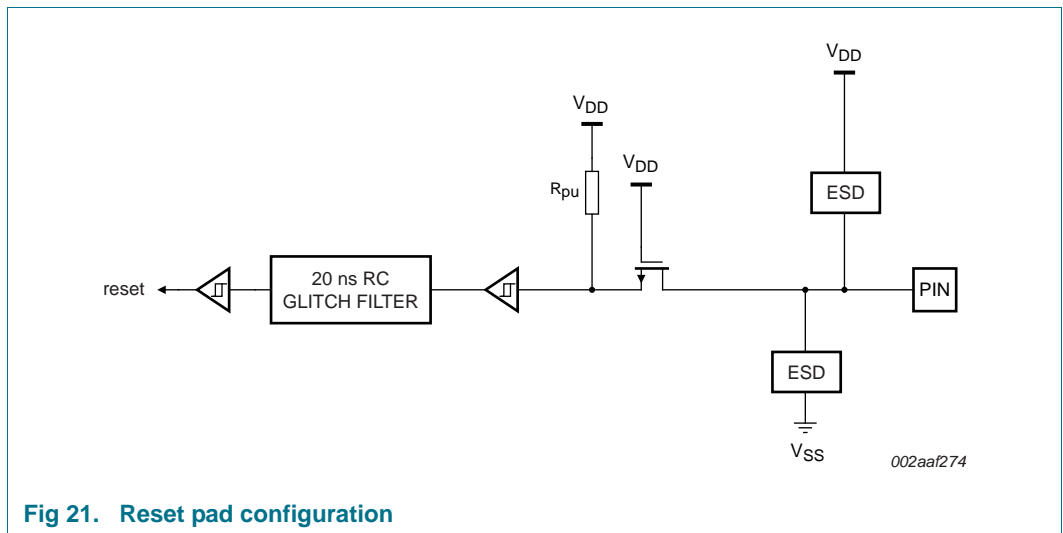 VDD
VDD
VDD
Rpu
ESD
reset
20 ns RC
GLITCH FILTER
PIN
ESD
VSS
002aaf274
Fig 21. Reset pad configuration